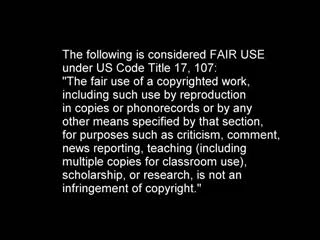 The following is considered FAIR USE
under US Code Title 17, 107:
"The fair use of a copyrighted work,
including such use by reproduction
in copies or phonorecords or by any
other means specified by that section,
for purposes such as criticism, comment,
news reporting, teaching (including
multiple copies for classroom use),
scholarship, or research, is not an
infringement of copyright."